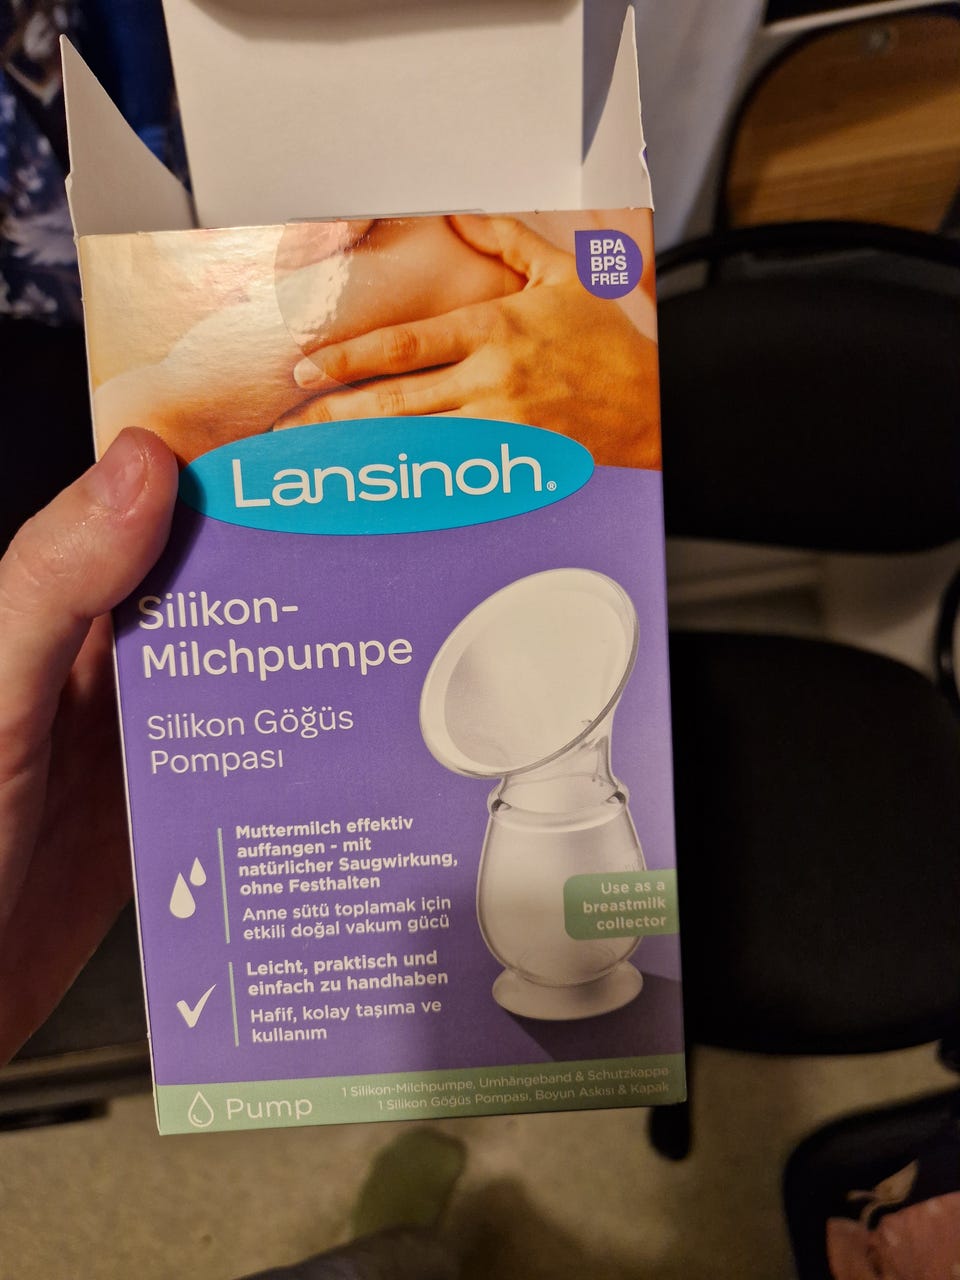 BPA
BPS
FREE
Lansinoh®
Silikon-
Milchpumpe
Silikon Göğüs
Pompası
Muttermilch effektiv
auffangen - mit
natürlicher Saugwirkung,
ohne Festhalten
Anne sütü toplamak için
etkili doğal vakum gücü
Use as a
breastmilk
collector
Leicht, praktisch und
einfach zu handhaben
Hafif, kolay taşıma ve
kullanım
Pump
1 Silikon-Milchpumpe, Umhängeband & Schutzkappe
1 Silikon Göğüs Pompası, Boyun Askısı & Kapak